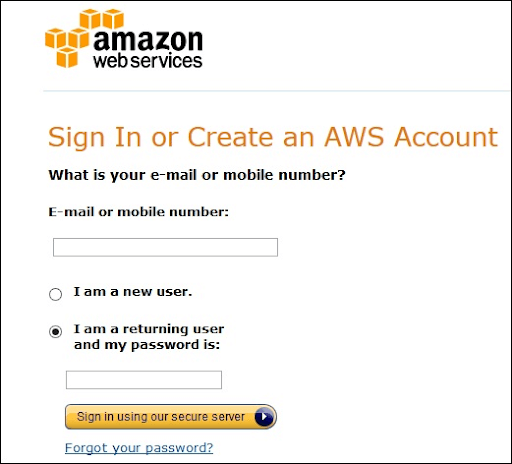 amazon
webservices
Sign In or Create an AWS Account
What is your e-mail or mobile number?
E-mail or mobile number:
I am a new user.
I am a returning user
and my password is:
Sign in using our secure server
Forgot your password?